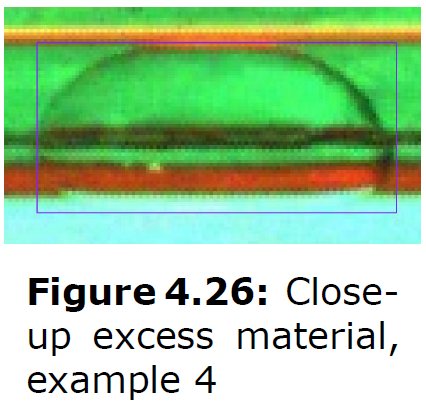 Figure 4.26: Close-
up excess material,
example 4